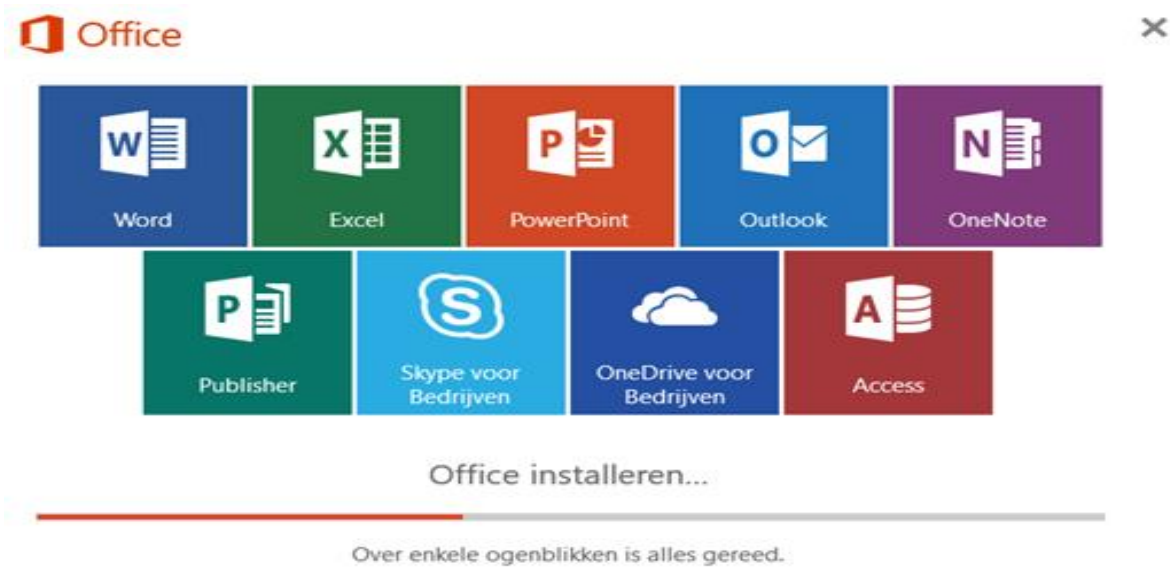 Office
W
X
P
O
N
Word
Excel
PowerPoint
Outlook
OneNote
P
S
A
Publisher
Skype voor
Bedrijven
OneDrive voor
Bedrijven
Access
Office installeren...
Over enkele ogenblikken is alles gereed.